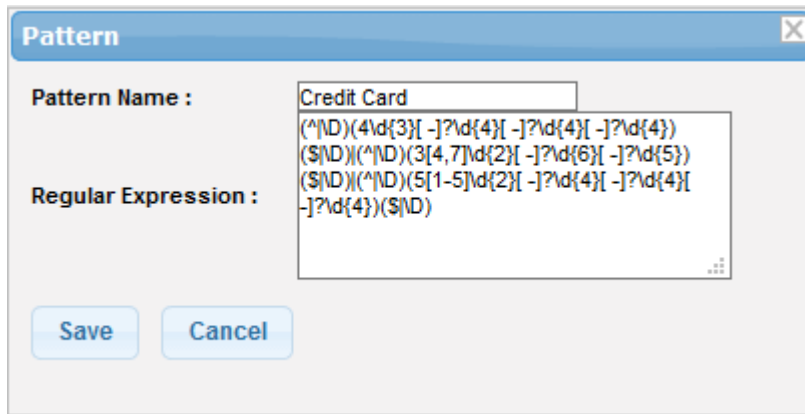 Pattern
Pattern Name :
Credit Card
(^|\D)(4\d{3}[ -]?\d{4}[ -]?\d{4}[ -]?\d{4})
($|\D)|(^|\D)(3[4,7]\d{2}[ -]?\d{6}[ -]?\d{5})
($|\D)|(^|\D)(5[1-5]\d{2}[ -]?\d{4}[ -]?\d{4}[
-]?\d{4})($|\D)
Regular Expression :
Save
Cancel